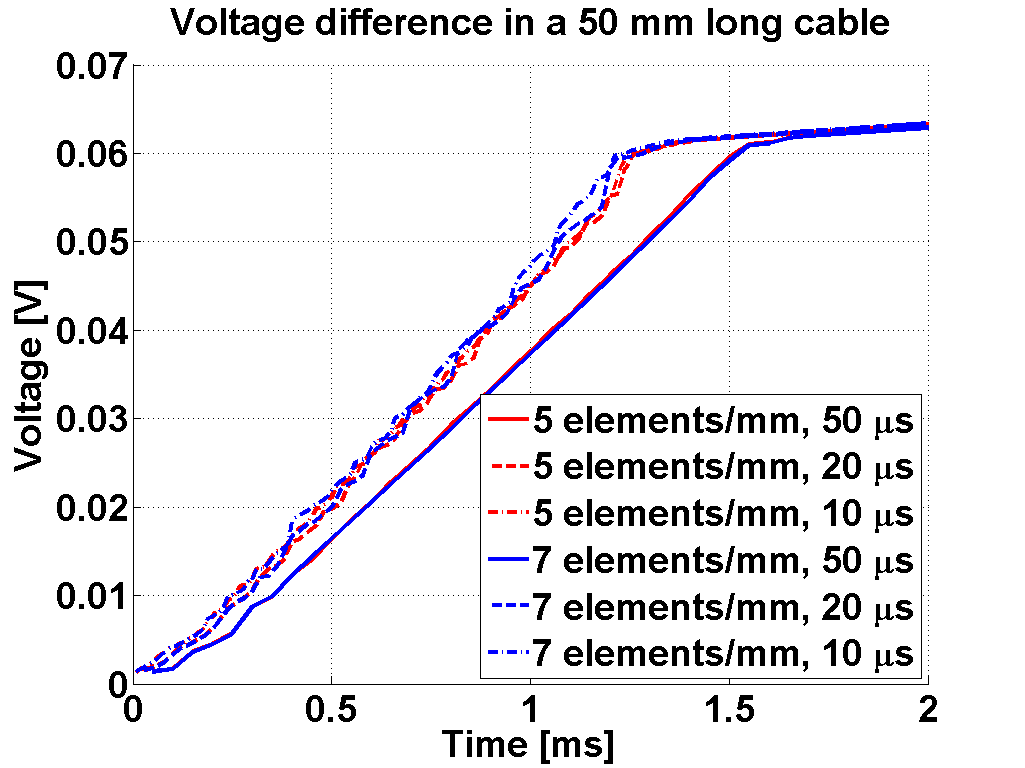 Voltage difference in a 50 mm long cable
0.07
0.06
0.05
0.04
0.03
0.02
0.01
0
Voltage [V]
5 elements/mm, 50 μs
5 elements/mm, 20 μs
5 elements/mm, 10 μs
7 elements/mm, 50 μs
7 elements/mm, 20 μs
7 elements/mm, 10 μs
0 0.5 1 1.5 2
Time [ms]